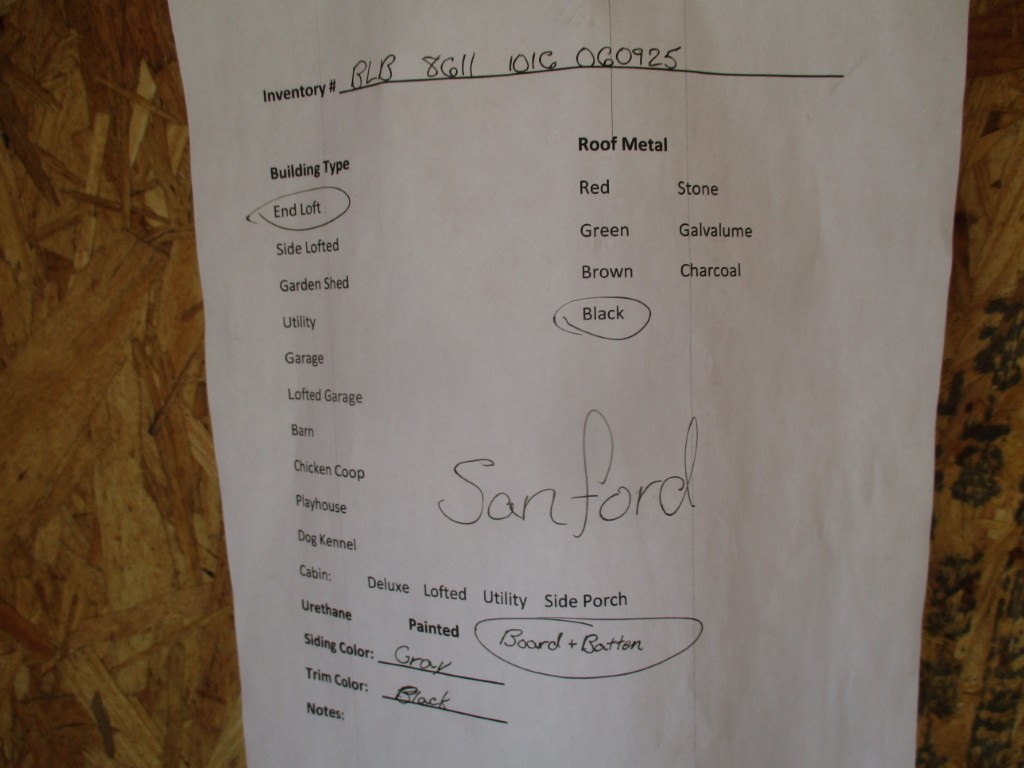 Inventory # BLB 8611 1016 060925
Building Type
End Loft
Side Lofted
Garden Shed
Utility
Garage
Lofted Garage
Barn
Chicken Coop
Playhouse
Dog Kennel
Cabin: Deluxe Lofted Utility Side Porch
Roof Metal
Red Stone
Green Galvalume
Brown Charcoal
Black
Sanford
Urethane Painted Board + Batten
Siding Color: Gray
Trim Color: Black
Notes: